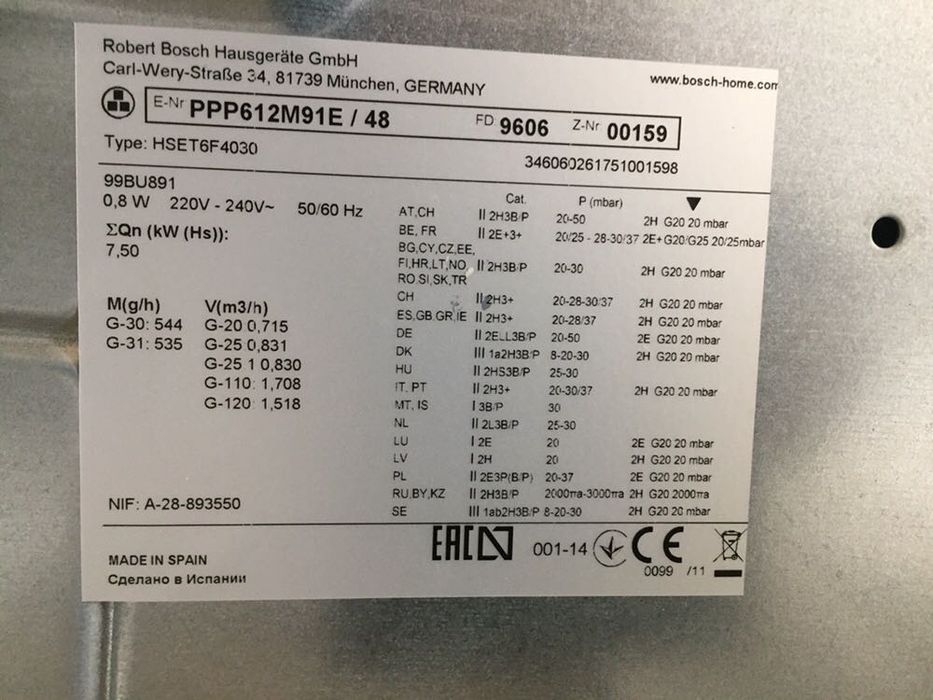 Robert Bosch Hausgeräte GmbH
Carl-Wery-Straße 34, 81739 München, GERMANY
www.bosch-home.com
E-Nr PPP612M91E / 48 FD 9606 Z-Nr 00159
Type: HSET6F4030 346060261751001598
99BU891
0,8 W 220V - 240V~ 50/60 Hz
ΣQn (kW (Hs)):
7,50
M(g/h) V(m3/h)
G-30: 544 G-20 0,715
G-31: 535 G-25 0,831
G-25 1 0,830
G-110: 1,708
G-120: 1,518
NIF: A-28-893550
Cat. P (mbar)
AT,CH II 2H3B/P 20-50 2H G20 20 mbar
BE, FR II 2E+3+ 20/25 - 28-30/37 2E+G20/G25 20/25mbar
BG,CY,CZ,EE,
FI,HR,LT,NO II 2H3B/P 20-30 2H G20 20 mbar
RO,SI,SK,TR
CH II 2H3+ 20-28-30/37 2H G20 20 mbar
ES,GB,GR,IE II 2H3+ 20-28/37 2H G20 20 mbar
DE II 2ELL3B/P 20-50 2E G20 20 mbar
DK III 1a2H3B/P 8-20-30 2H G20 20 mbar
HU II 2HS3B/P 25-30
IT, PT II 2H3+ 20-30/37 2H G20 20 mbar
MT, IS I 3B/P 30
NL II 2L3B/P 25-30
LU I 2E 20 2E G20 20 mbar
LV I 2H 20 2H G20 20 mbar
PL II 2E3P(B/P) 20-37 2E G20 20 mbar
RU,BY,KZ II 2H3B/P 2000πa-3000πa 2H G20 2000πa
SE III 1ab2H3B/P 8-20-30 2H G20 20 mbar
MADE IN SPAIN
Сделано в Испании
EAC 001-14 CE
0099 /11